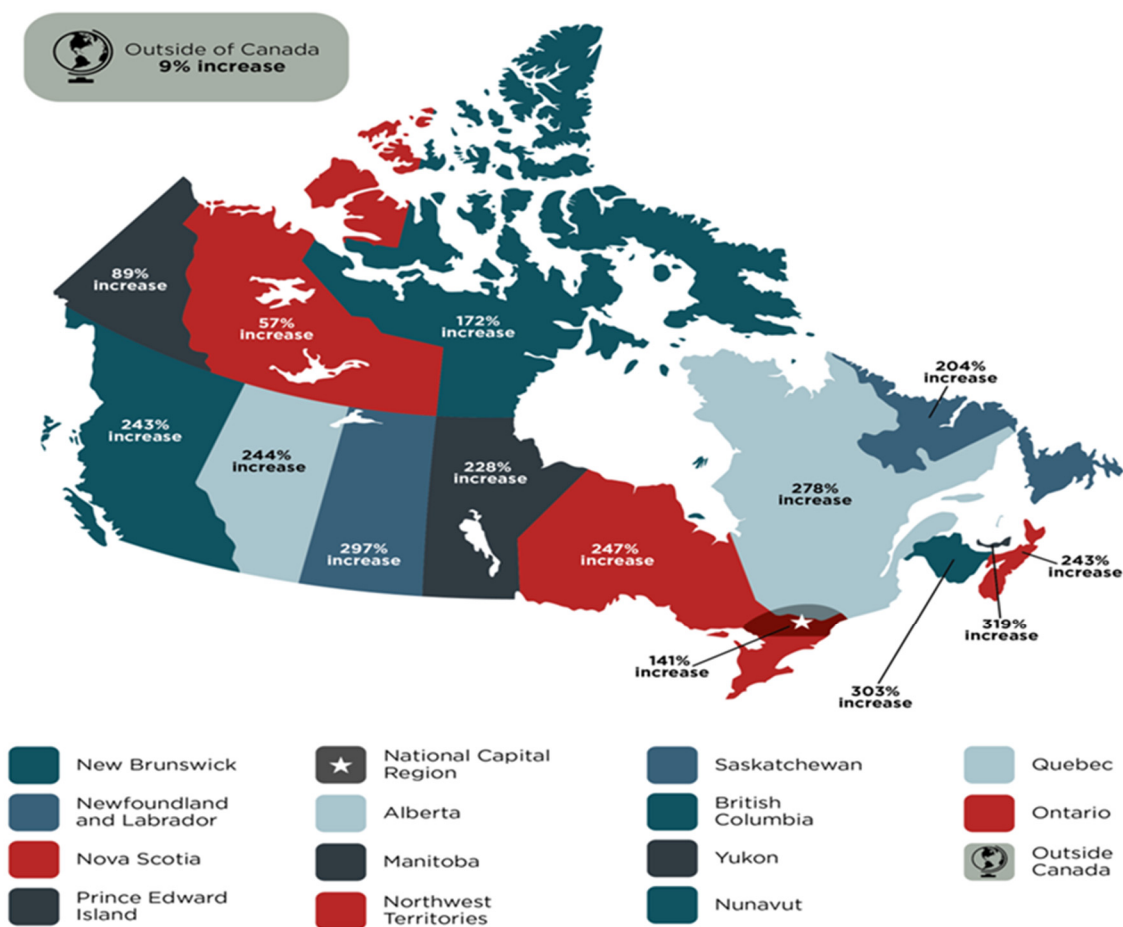 Outside of Canada
9% increase
89%
increase
57%
increase
172%
increase
204%
increase
243%
increase
244%
increase
228%
increase
278%
increase
297%
increase
247%
increase
243%
increase
319%
increase
141%
increase
303%
increase
New Brunswick
Newfoundland
and Labrador
Nova Scotia
Prince Edward
Island
National Capital
Region
Alberta
Manitoba
Northwest
Territories
Saskatchewan
British
Columbia
Yukon
Nunavut
Quebec
Ontario
Outside
Canada